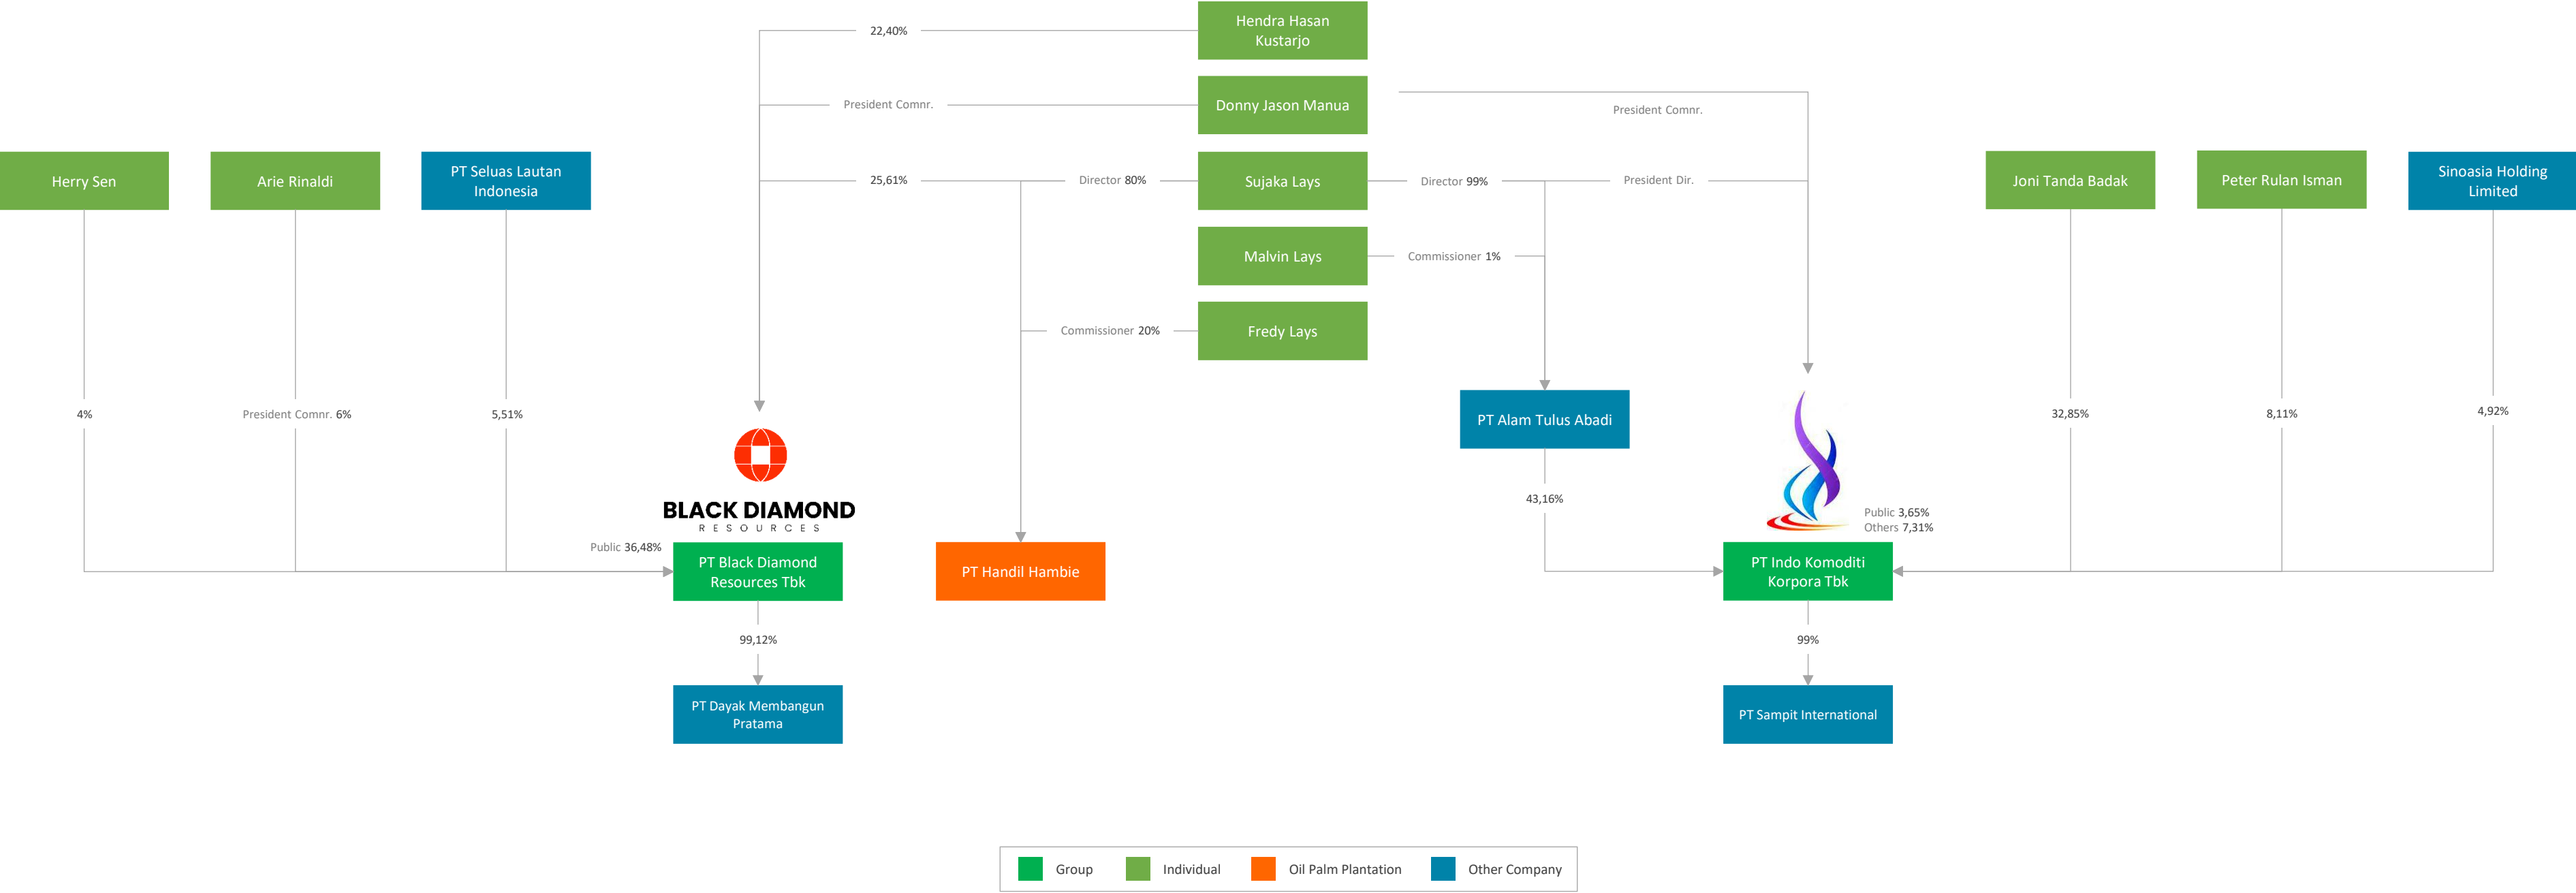 Hendra Hasan
Kustarjo
22,40%
Donny Jason Manua
President Comnr.
President Comnr.
Herry Sen
Arie Rinaldi
PT Seluas Lautan
Indonesia
25,61%
Director 80%
Sujaka Lays
Director 99%
President Dir.
Joni Tanda Badak
Peter Rulan Isman
Sinoasia Holding
Limited
Malvin Lays
Commissioner 1%
Commissioner 20%
Fredy Lays
4%
President Comnr. 6%
5,51%
PT Alam Tulus Abadi
32,85%
8,11%
4,92%
BLACK DIAMOND
RESOURCES
43,16%
Public 3,65%
Others 7,31%
Public 36,48%
PT Black Diamond
Resources Tbk
PT Handil Hambie
PT Indo Komoditi
Korpora Tbk
99,12%
99%
PT Dayak Membangun
Pratama
PT Sampit International
Group
Individual
Oil Palm Plantation
Other Company